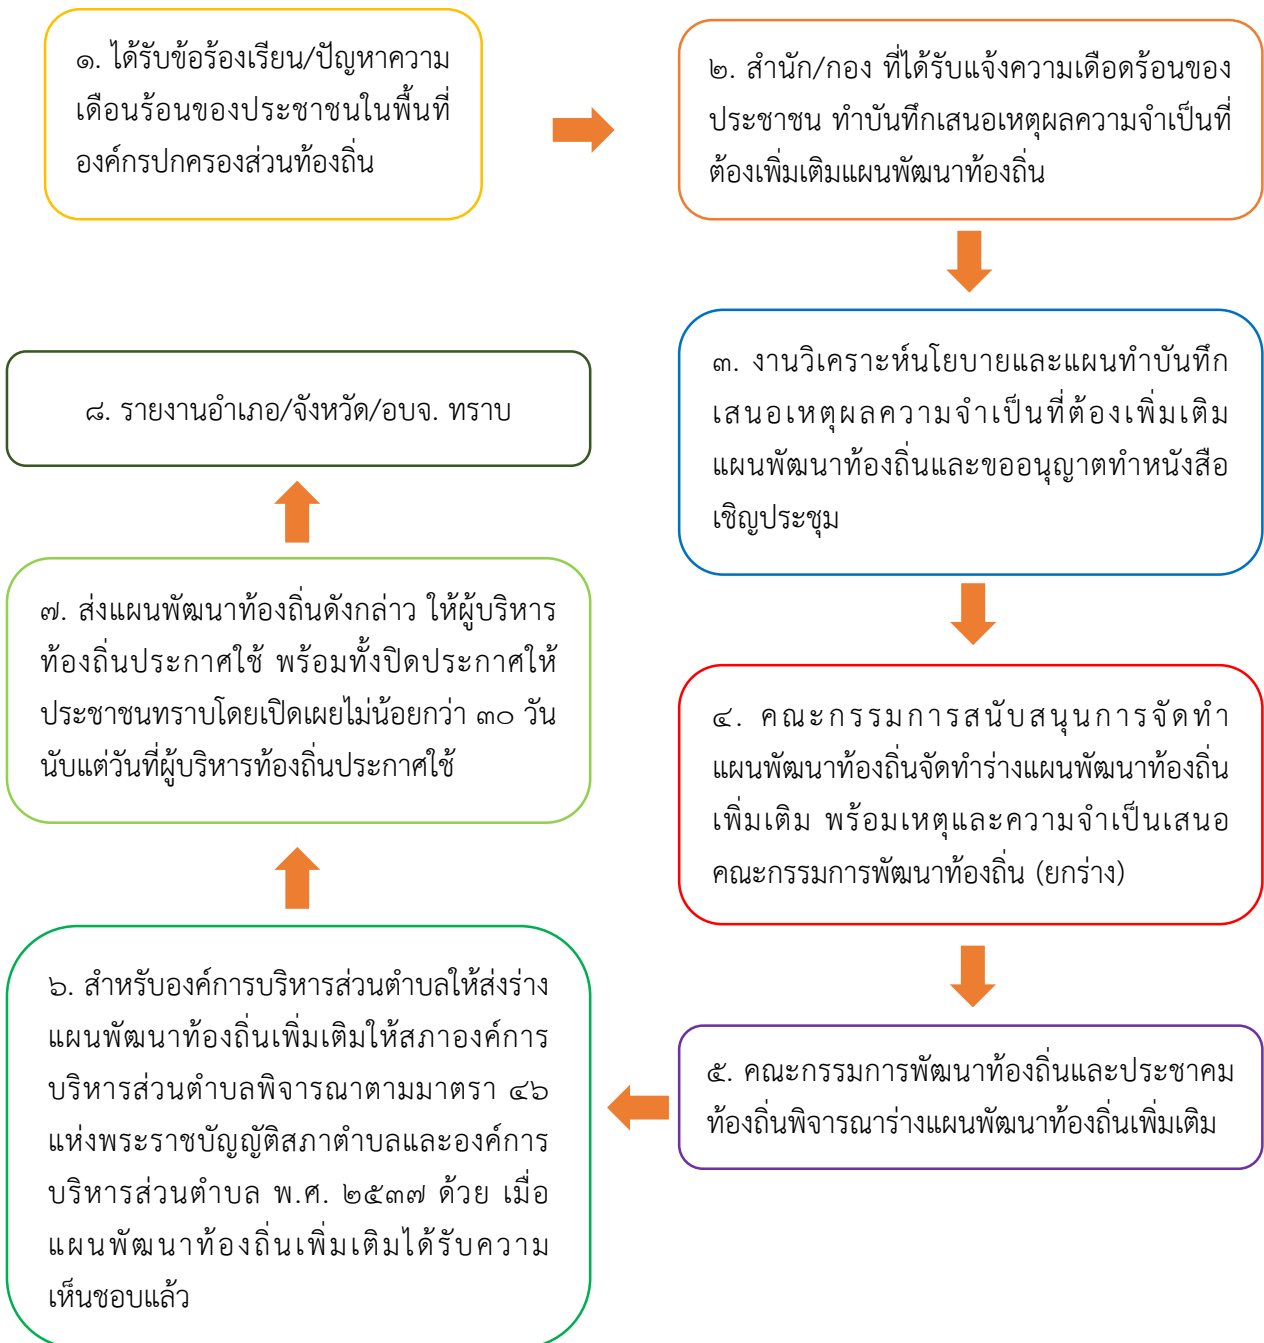 ๑. ได้รับข้อร้องเรียน/ปัญหาความ
เดือนร้อนของประชาชนในพื้นที่
องค์กรปกครองส่วนท้องถิ่น
๒. สำนัก/กอง ที่ได้รับแจ้งความเดือดร้อนของ
ประชาชน ทำบันทึกเสนอเหตุผลความจำเป็นที่
ต้องเพิ่มเติมแผนพัฒนาท้องถิ่น
๓. งานวิเคราะห์นโยบายและแผนทำบันทึก
เสนอเหตุผลความจำเป็นที่ต้องเพิ่มเติม
แผนพัฒนาท้องถิ่นและขออนุญาตทำหนังสือ
เชิญประชุม
๔. คณะกรรมการสนับสนุนการจัดทำ
แผนพัฒนาท้องถิ่นจัดทำร่างแผนพัฒนาท้องถิ่น
เพิ่มเติม พร้อมเหตุและความจำเป็นเสนอ
คณะกรรมการพัฒนาท้องถิ่น (ยกร่าง)
๕. คณะกรรมการพัฒนาท้องถิ่นและประชาคม
ท้องถิ่นพิจารณาร่างแผนพัฒนาท้องถิ่นเพิ่มเติม
๖. สำหรับองค์การบริหารส่วนตำบลให้ส่งร่าง
แผนพัฒนาท้องถิ่นเพิ่มเติมให้สภาองค์การ
บริหารส่วนตำบลพิจารณาตามมาตรา ๔๖
แห่งพระราชบัญญัติสภาตำบลและองค์การ
บริหารส่วนตำบล พ.ศ. ๒๕๓๗ ด้วย เมื่อ
แผนพัฒนาท้องถิ่นเพิ่มเติมได้รับความ
เห็นชอบแล้ว
๗. ส่งแผนพัฒนาท้องถิ่นดังกล่าว ให้ผู้บริหาร
ท้องถิ่นประกาศใช้ พร้อมทั้งปิดประกาศให้
ประชาชนทราบโดยเปิดเผยไม่น้อยกว่า ๓๐ วัน
นับแต่วันที่ผู้บริหารท้องถิ่นประกาศใช้
๘. รายงานอำเภอ/จังหวัด/อบจ. ทราบ